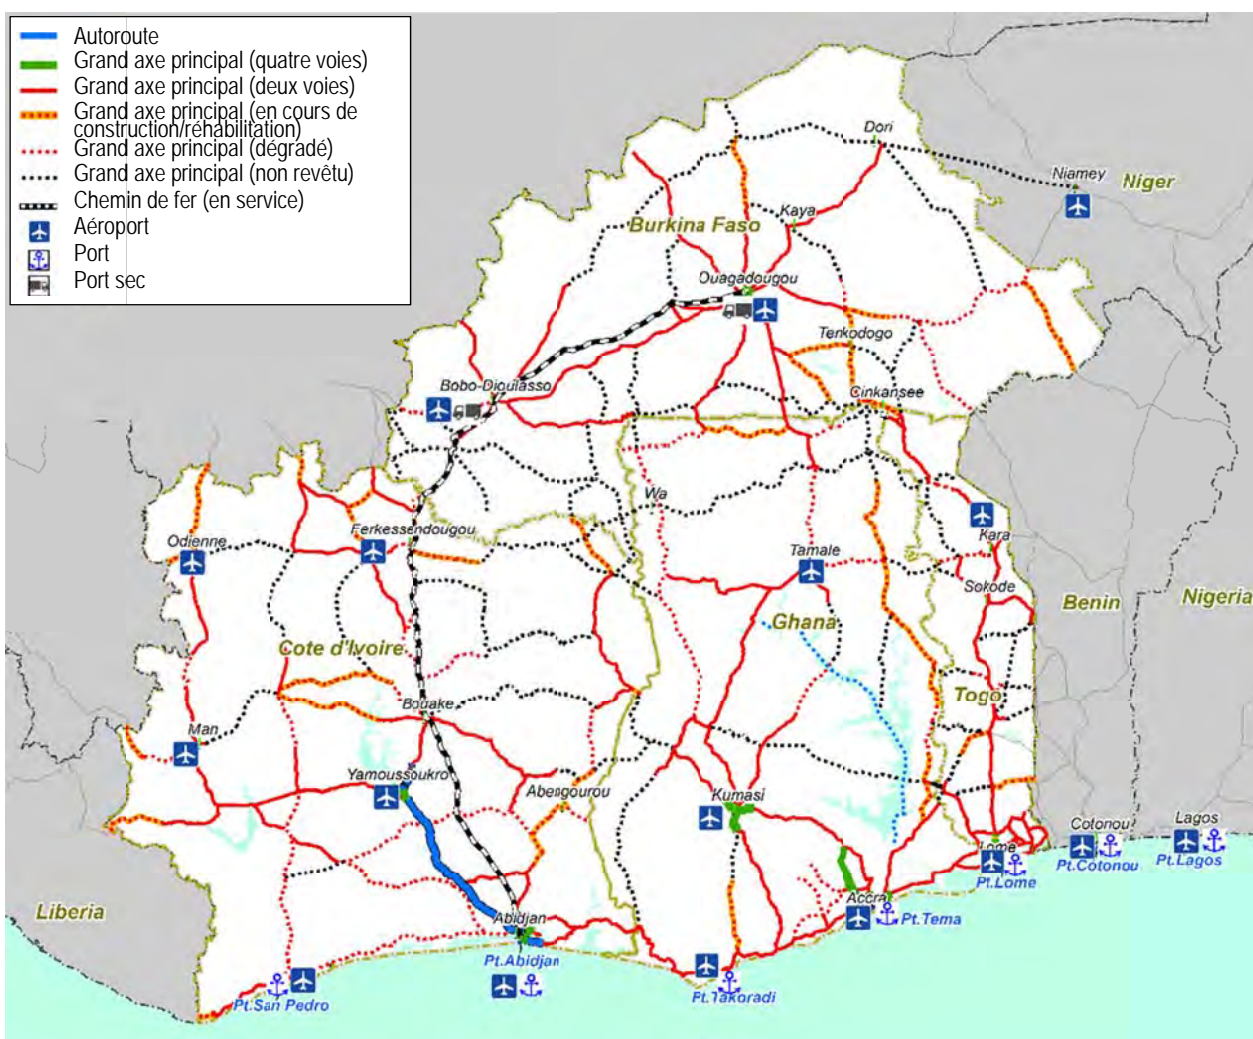 Autoroute
Grand axe principal (quatre voies)
Grand axe principal (deux voies)
Grand axe principal (en cours de
construction/réhabilitation)
Grand axe principal (dégradé)
Grand axe principal (non revêtu)
Chemin de fer (en service)
Aéroport
Port
Port sec
Dori
Niamey
Niger
Kaya
Burkina Faso
Ouagadougou
Terkodogo
Bobo-Dioulasso
Cinkansee
Wa
Ferkessendougou
Odienne
Kara
Tamale
Sokode
Benin
Nigeria
Ghana
Cote d'Ivoire
Togo
Bouake
Man
Yamoussoukro
Abengourou
Kumasi
Cotonou
Lagos
Lome
Pt.Cotonou
Pt.Lagos
Pt.Lome
Liberia
Accra
Pt.Tema
Abidjan
Pt.Abidjan
Pt.San Pedro
Pt.Takoradi